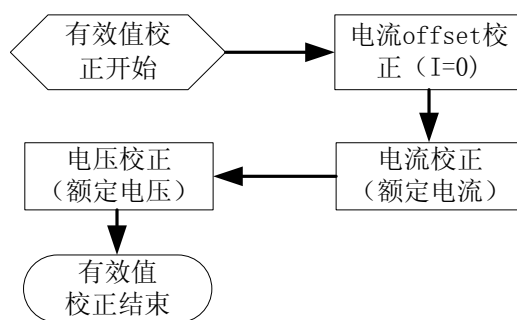 有效值校
正开始
电流offset校
正（I=0）
电流校正
（额定电流）
电压校正
（额定电压）
有效值
校正结束